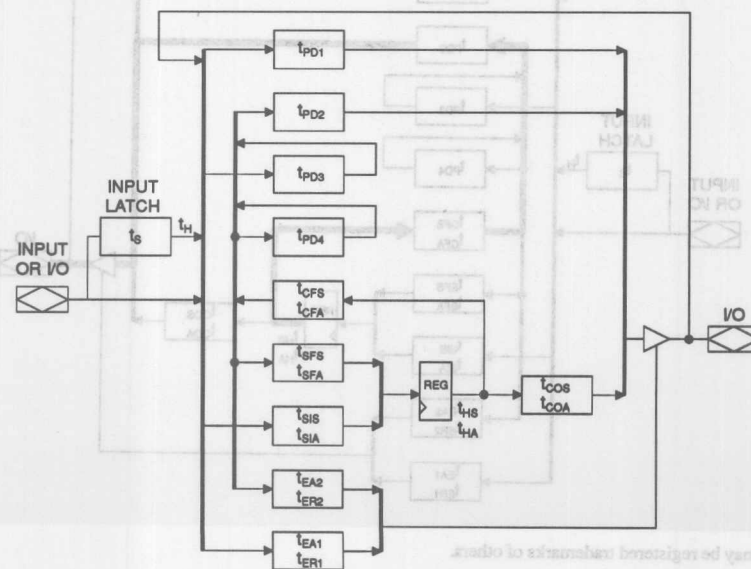 tPD1
tPD2
INPUT
LATCH
tS
tH
tPD3
INPUT
OR I/O
tPD4
tCFS
tCFA
I/O
tSFS
tSFA
REG
tHS
tHA
tCOS
tCOA
tSIS
tSIA
tEA2
tER2
tEA1
tER1
may be registered trademarks of others.